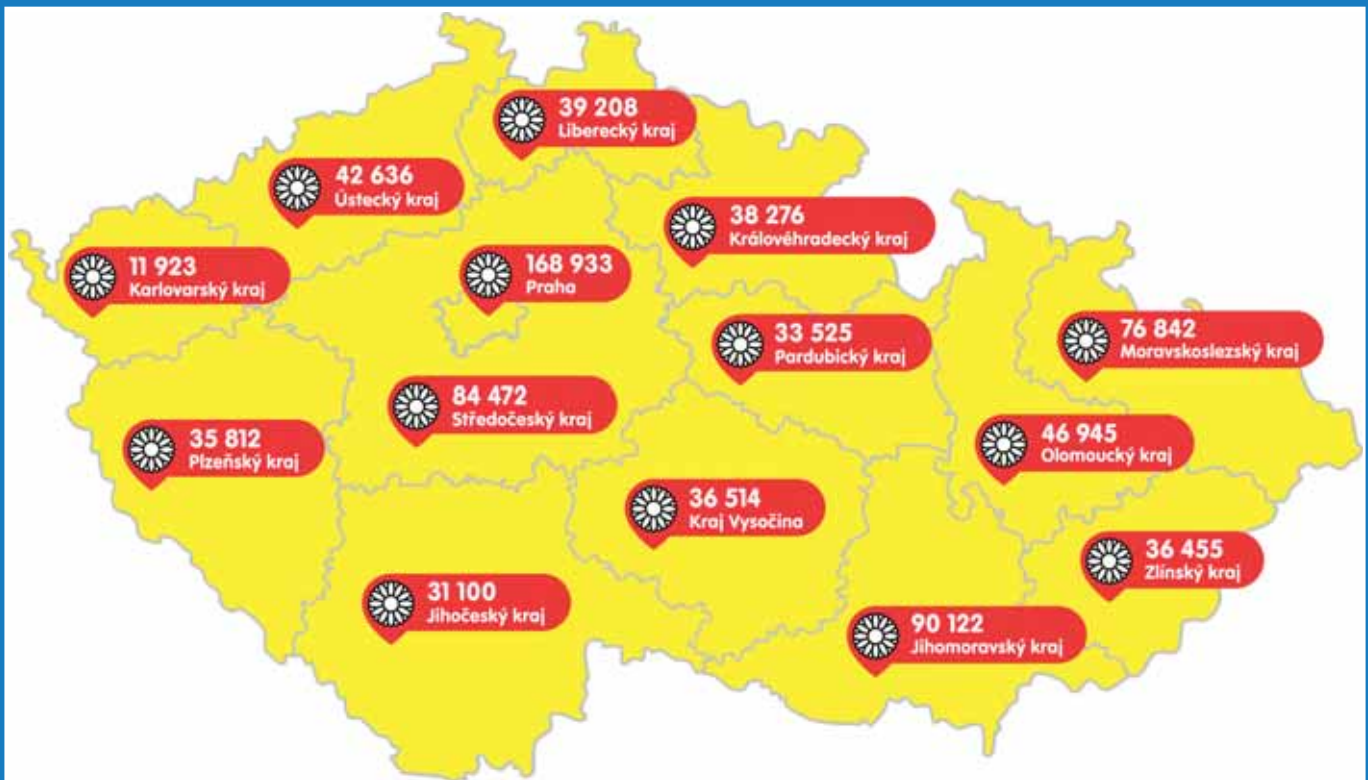 39 208
Liberecký kraj
42 636
Ústecký kraj
38 276
Královéhradecký kraj
11 923
Karlovarský kraj
168 933
Praha
33 525
Pardubický kraj
76 842
Moravskoslezský kraj
84 472
Středočeský kraj
35 812
Plzeňský kraj
46 945
Olomoucký kraj
36 514
Kraj Vysočina
36 455
Zlínský kraj
31 100
Jihočeský kraj
90 122
Jihomoravský kraj